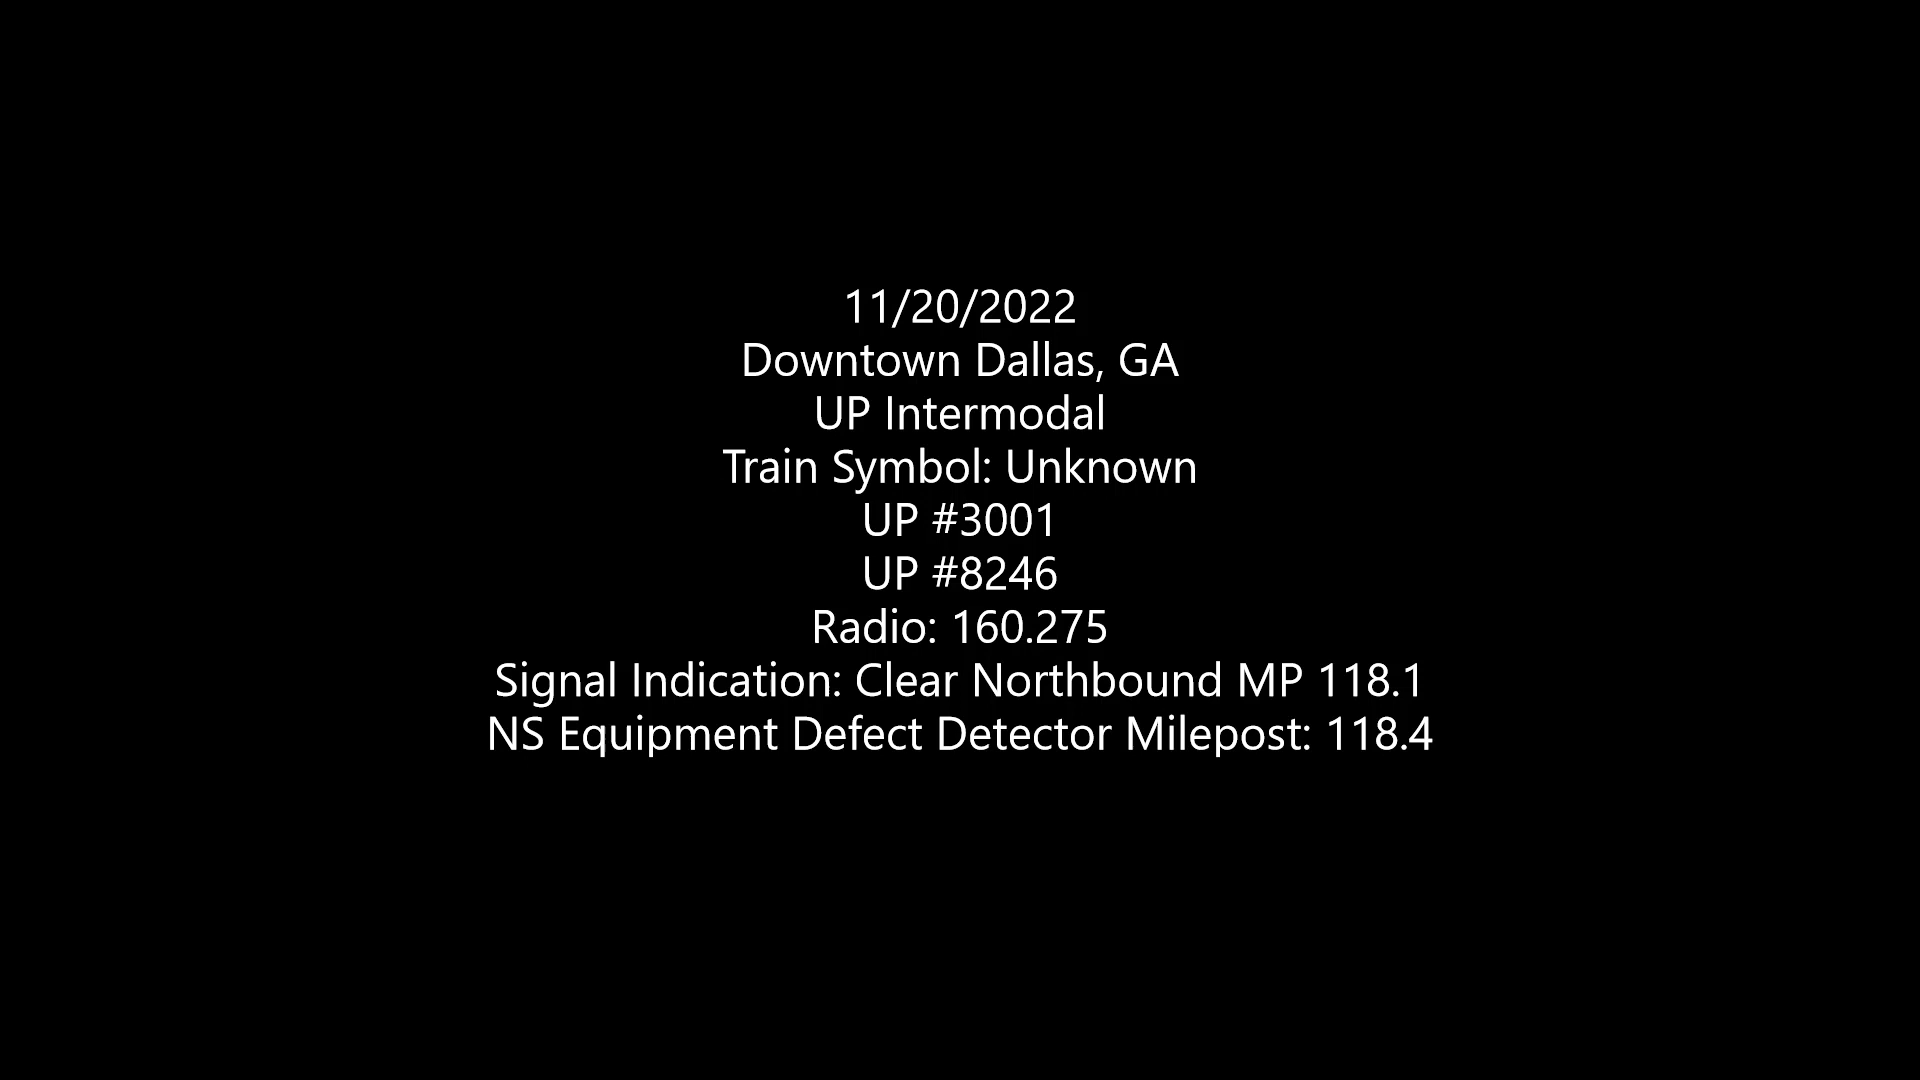 11/20/2022
Downtown Dallas, GA
UP Intermodal
Train Symbol: Unknown
UP #3001
UP #8246
Radio: 160.275
Signal Indication: Clear Northbound MP 118.1
NS Equipment Defect Detector Milepost: 118.4